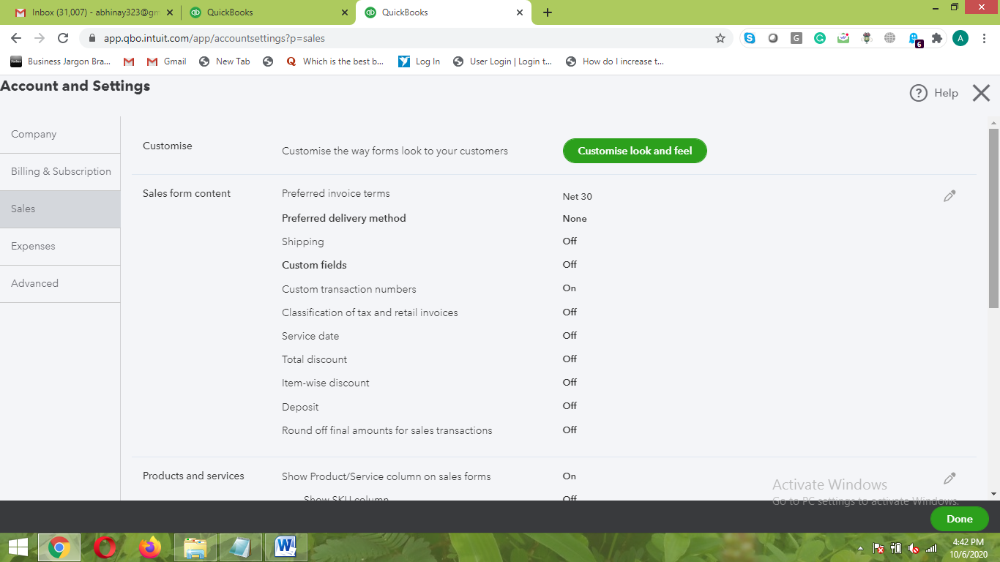 Inbox (31,007) - abhinay323@gm
QuickBooks
QuickBooks
app.qbo.intuit.com/app/accountsettings?p=sales
A
6
Business Jargon Bra...
Gmail
New Tab
Which is the best b...
Log In
User Login | Login t...
How do I increase t...
Account and Settings
Help
Company
Billing & Subscription
Sales
Expenses
Advanced
Customise
Customise the way forms look to your customers
Customise look and feel
Sales form content
Preferred invoice terms Net 30
Preferred delivery method None
Shipping Off
Custom fields Off
Custom transaction numbers On
Classification of tax and retail invoices Off
Service date Off
Total discount Off
Item-wise discount Off
Deposit Off
Round off final amounts for sales transactions Off
Products and services
Show Product/Service column on sales forms On
Show SKU column Off
Activate Windows
Go to PC settings to activate Windows.
Done
4:42 PM
10/6/2020